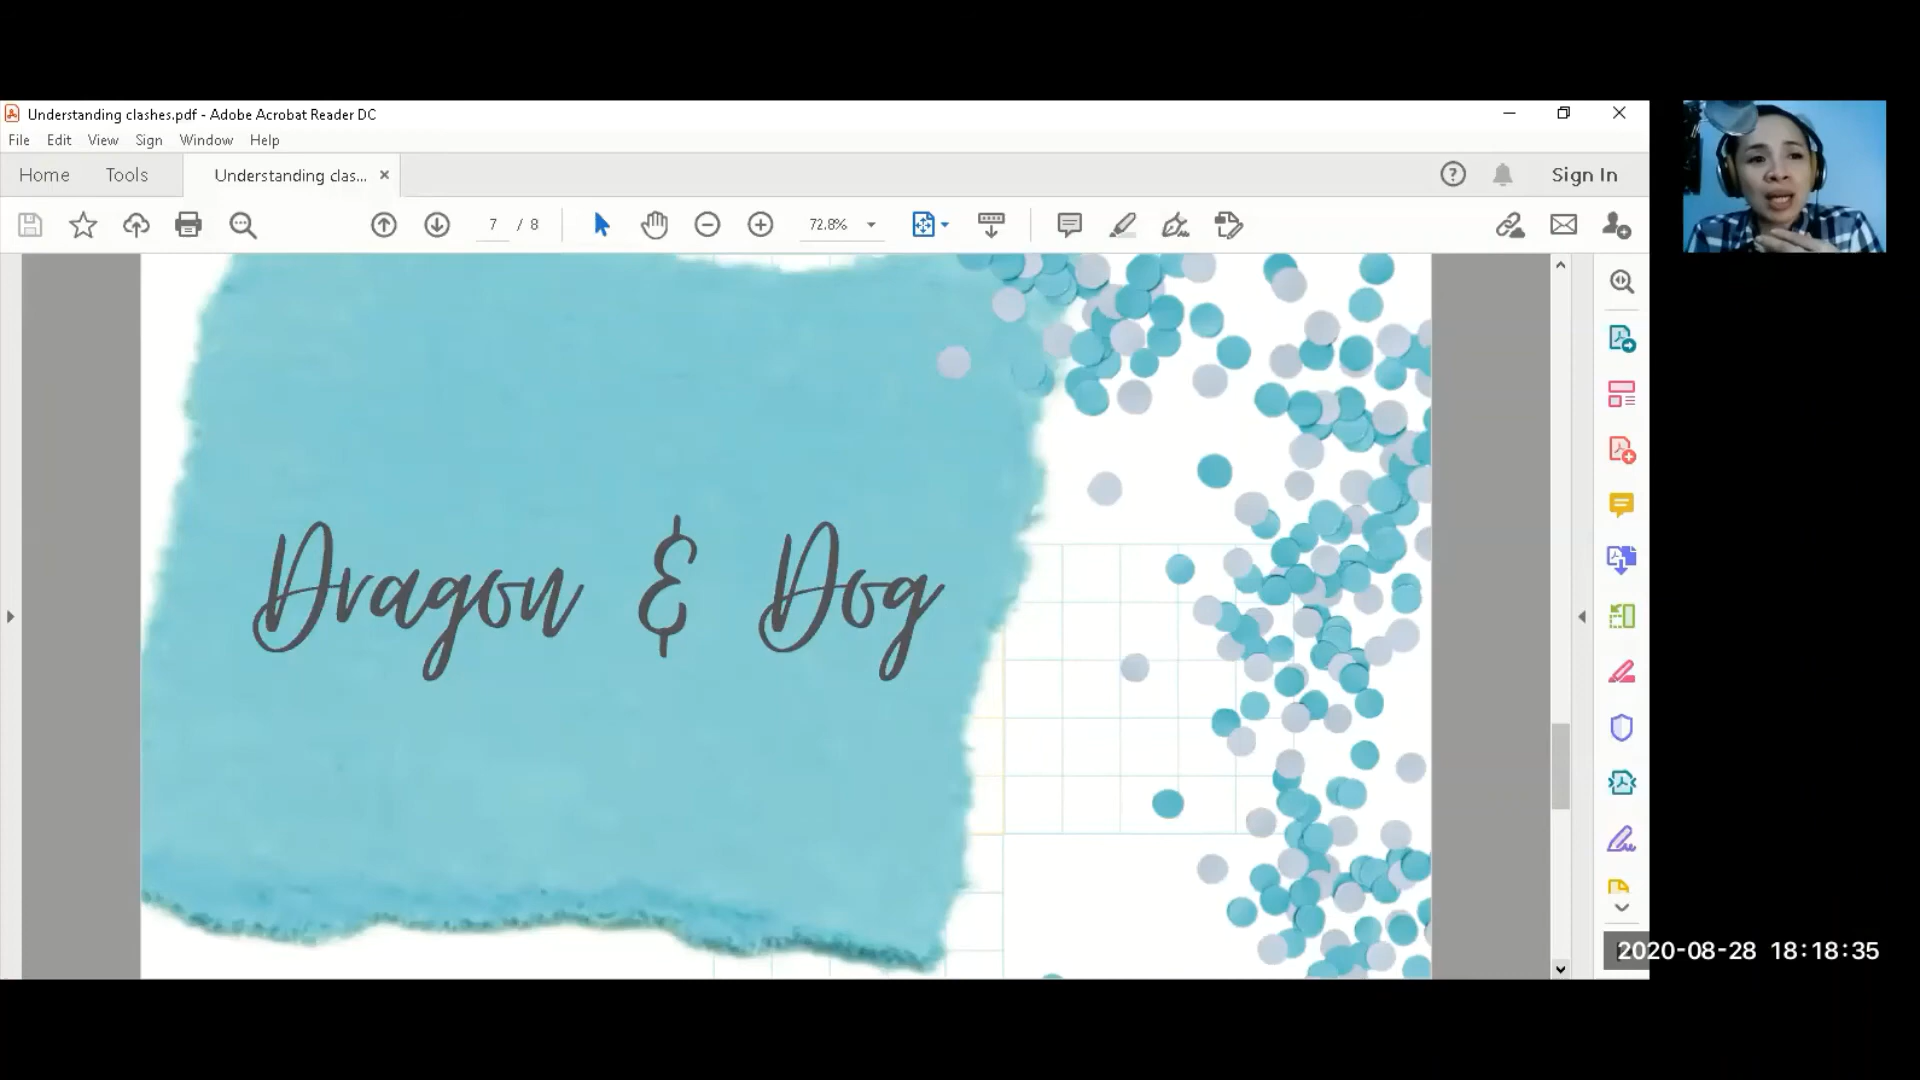 Understanding clashes.pdf - Adobe Acrobat Reader DC
File Edit View Sign Window Help
Home Tools Understanding clas... Sign In
7 / 8 72.8%
Dragon & Dog
2020-08-28 18:18:35